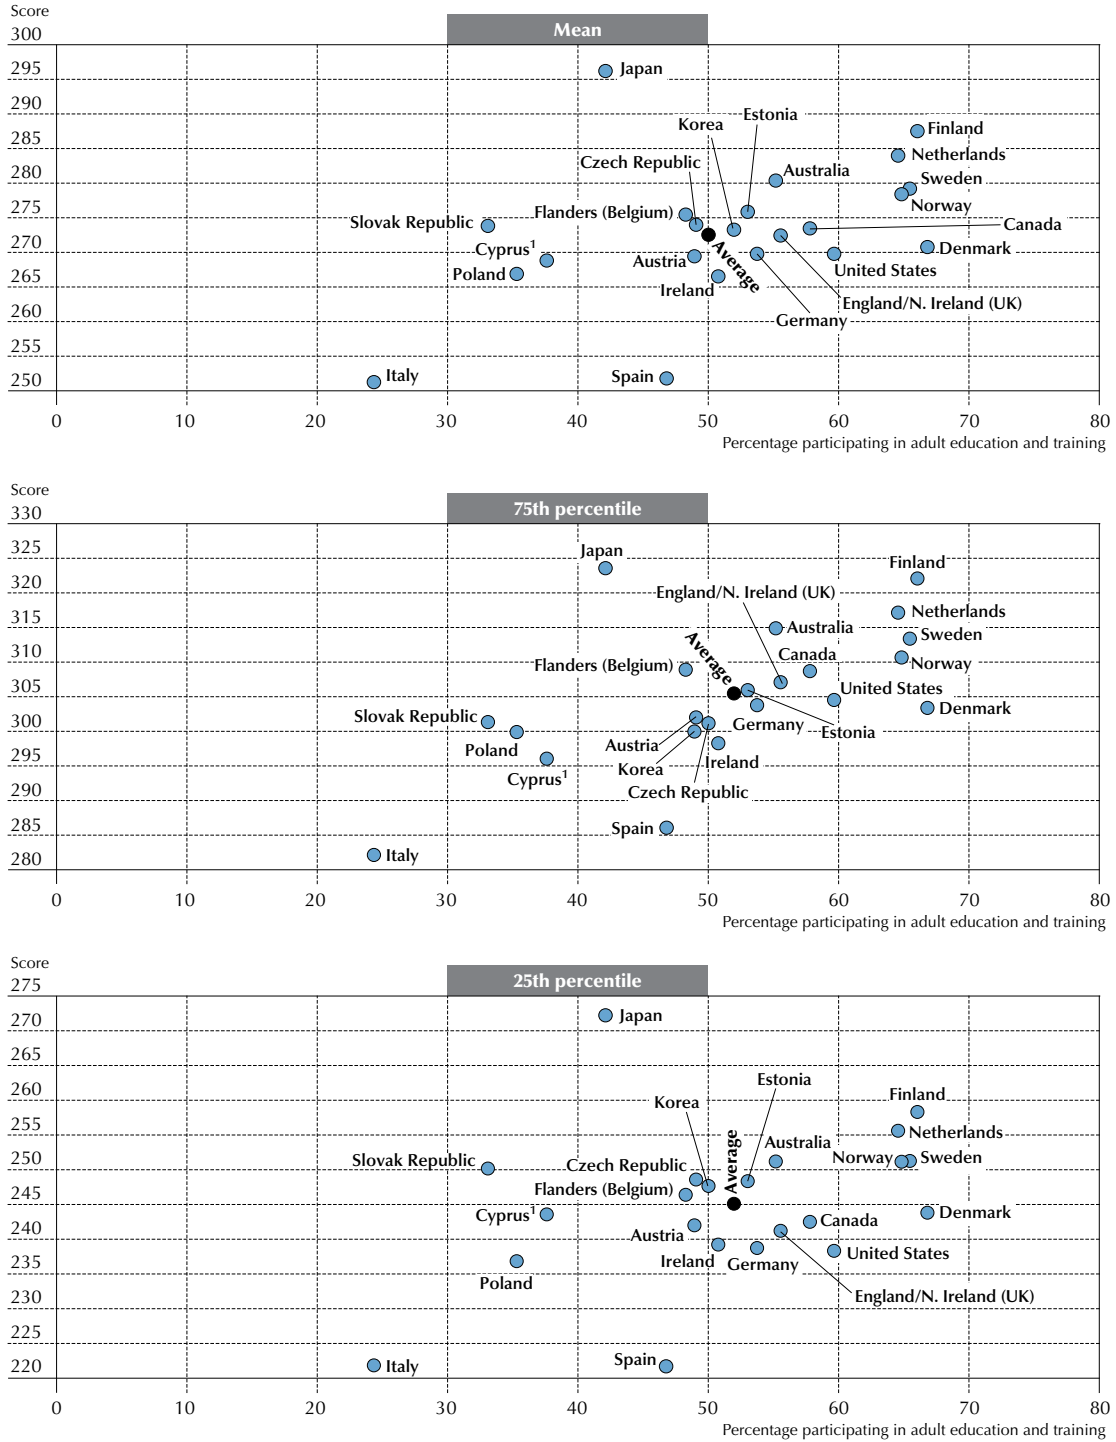 Score
Mean
300
295
Japan
290
Estonia
Korea
Finland
285
Netherlands
Czech Republic
Australia
Sweden
280
Norway
Flanders (Belgium)
Slovak Republic
Canada
275
Cyprus1
Denmark
270
Austria
Average
United States
Poland
Ireland
265
England/N. Ireland (UK)
Germany
260
255
Italy
Spain
250
0 10 20 30 40 50 60 70 80
Percentage participating in adult education and training
Score
75th percentile
330
Japan
325
Finland
320
England/N. Ireland (UK)
Netherlands
315
Australia
Sweden
Average
Canada
310
Flanders (Belgium)
Norway
305
United States
Denmark
Slovak Republic
Germany
300
Estonia
Austria
Poland
Ireland
295
Korea
Cyprus1
Czech Republic
290
285
Spain
280
Italy
0 10 20 30 40 50 60 70 80
Percentage participating in adult education and training
Score
25th percentile
275
270
Japan
265
260
Estonia
Finland
255
Korea
Netherlands
Average
Australia
250
Slovak Republic
Czech Republic
Norway
Sweden
245
Flanders (Belgium)
Cyprus1
Denmark
240
Canada
Austria
235
Ireland
Germany
United States
Poland
230
England/N. Ireland (UK)
225
220
Italy
Spain
0 10 20 30 40 50 60 70 80
Percentage participating in adult education and training